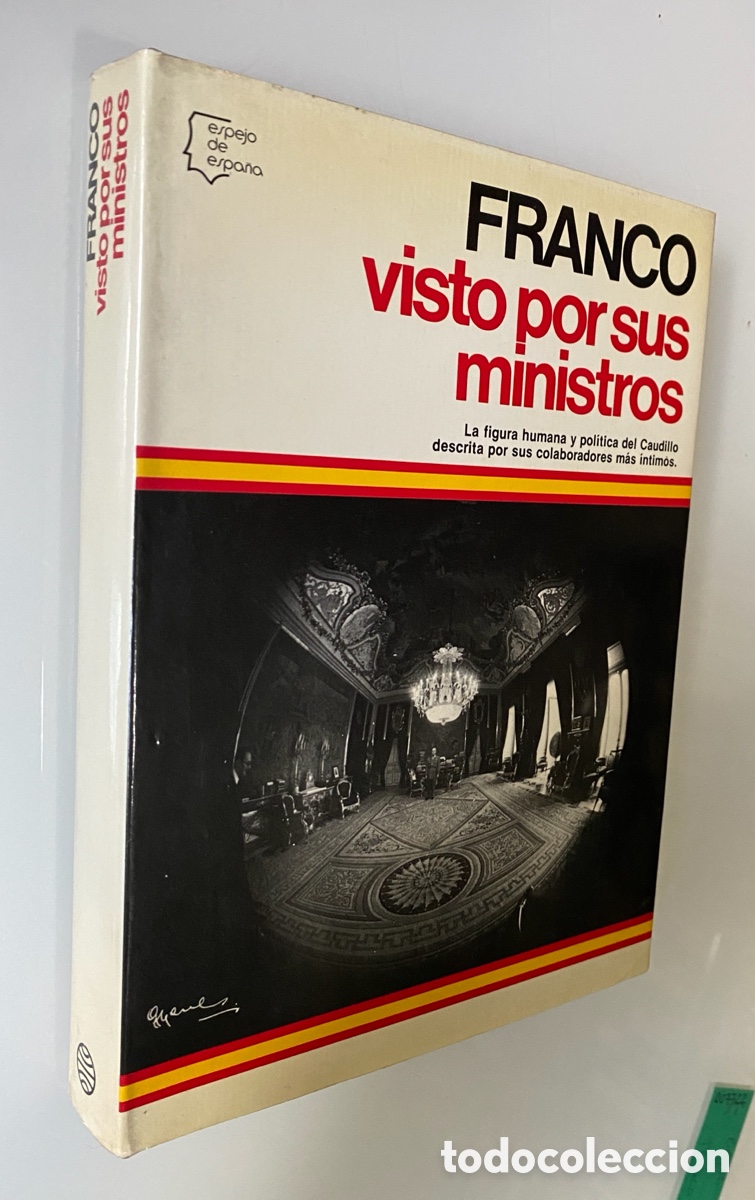 FRANCO
visto por sus
ministros
espejo
de
españa
FRANCO
visto por sus
ministros
La figura humana y política del Caudillo
descrita por sus colaboradores más íntimos.
todocoleccion